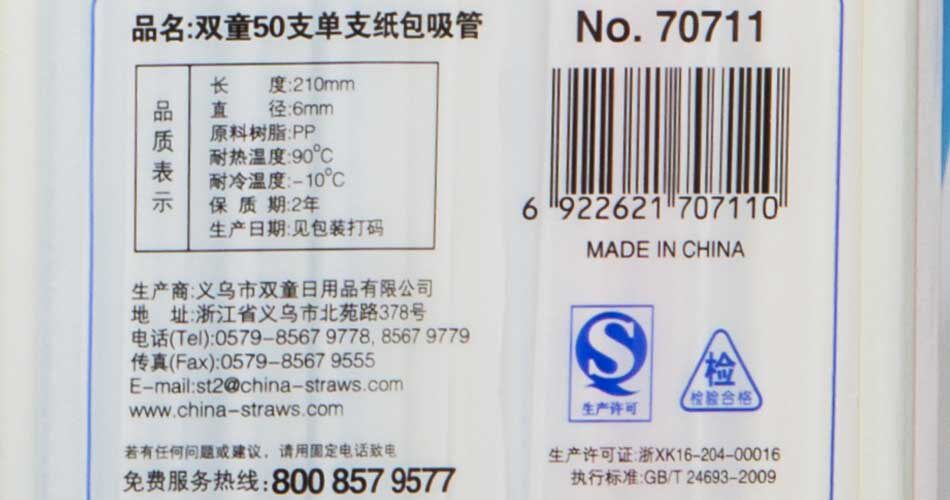 品名:双童50支单支纸包吸管
品质表示
长 度:210mm
直 径:6mm
原料树脂:PP
耐热温度:90℃
耐冷温度:-10℃
保 质 期:2年
生产日期:见包装打码
生产商:义乌市双童日用品有限公司
地 址:浙江省义乌市北苑路378号
电话(Tel):0579-8567 9778, 8567 9779
传真(Fax):0579-8567 9555
E-mail:st2@china-straws.com
www.china-straws.com
若有任何问题或建议，请用固定电话致电
免费服务热线:800 857 9577
No. 70711
6 922621 707110
MADE IN CHINA
生产许可
检
检验合格
生产许可证:浙XK16-204-00016
执行标准:GB/T 24693-2009